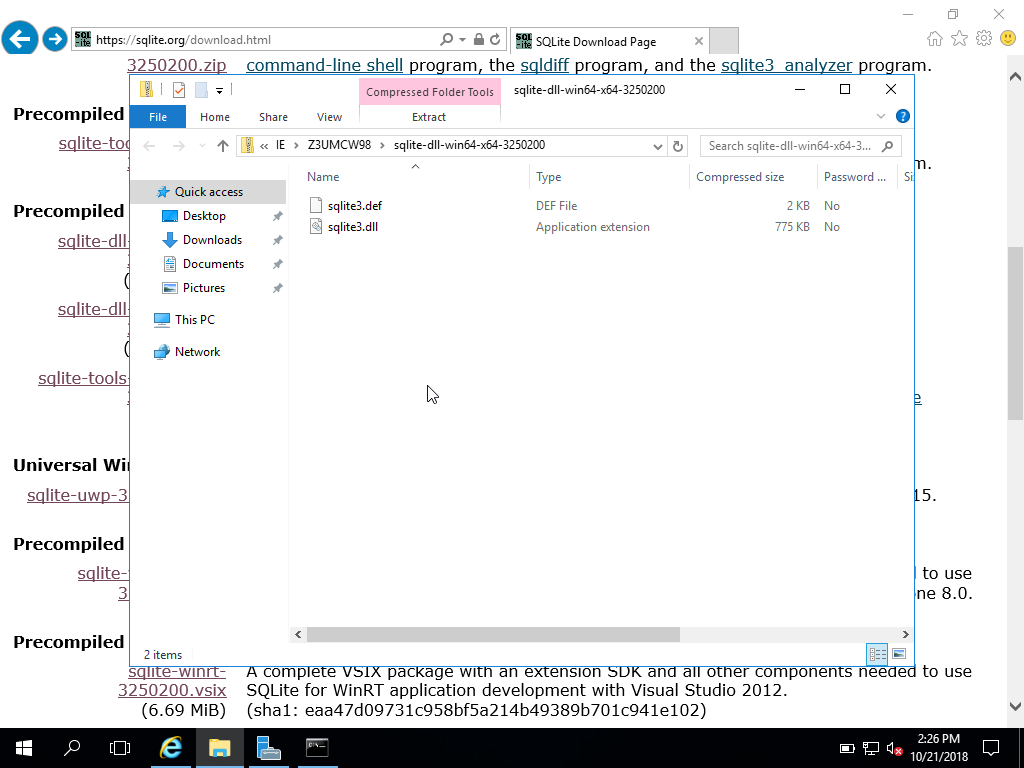 https://sqlite.org/download.html
SQLite Download Page
3250200.zip command-line shell program, the sqldiff program, and the sqlite3_analyzer program.
Compressed Folder Tools sqlite-dll-win64-x64-3250200
File Home Share View Extract
« IE > Z3UMCW98 > sqlite-dll-win64-x64-3250200
Search sqlite-dll-win64-x64-3...
Name Type Compressed size Password ...
Quick access
Desktop
Downloads
Documents
Pictures
This PC
Network
sqlite3.def DEF File 2 KB No
sqlite3.dll Application extension 775 KB No
2 items
Precompiled
Precompiled
sqlite-dll-
sqlite-dll-
sqlite-tools-
Universal Wi
sqlite-uwp-3
15.
Precompiled
sqlite- to use
3 ne 8.0.
Precompiled
sqlite-winrt- A complete VSIX package with an extension SDK and all other components needed to use
3250200.vsix SQLite for WinRT application development with Visual Studio 2012.
(6.69 MiB) (sha1: eaa47d09731c958bf5a214b49389b701c941e102)
2:26 PM
10/21/2018